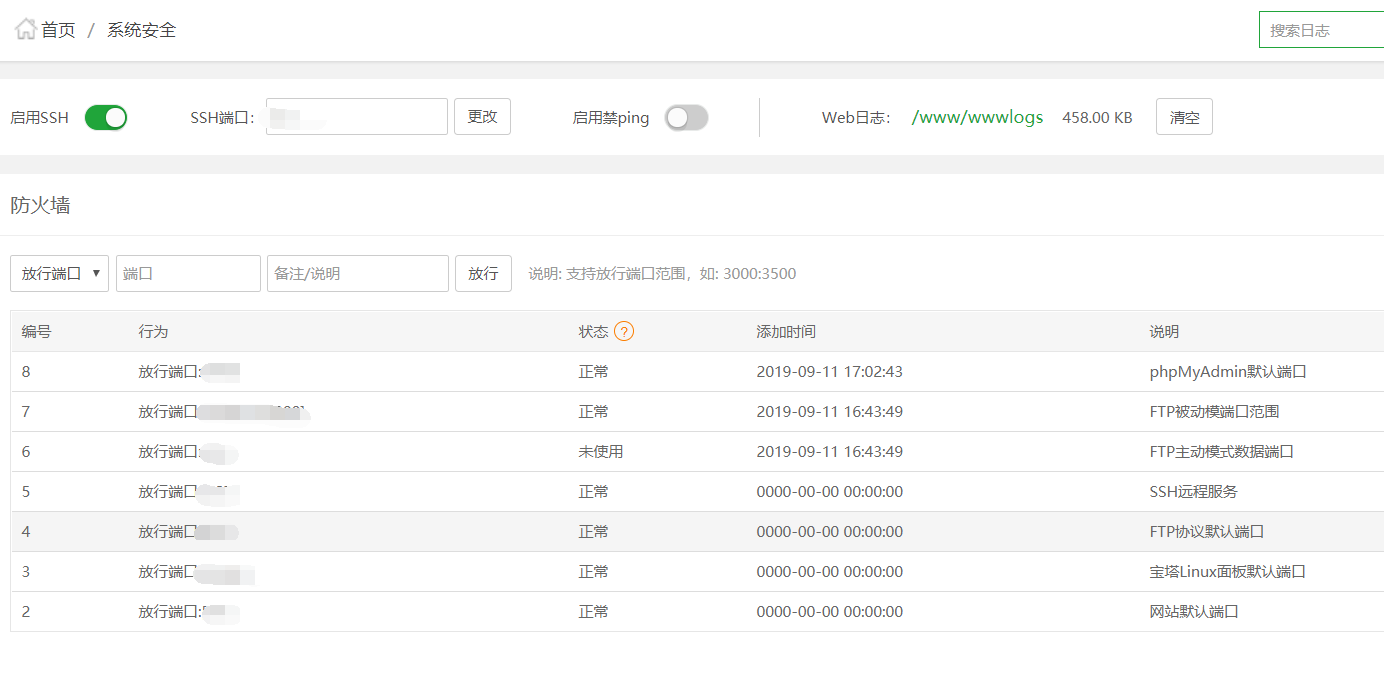 首页 / 系统安全
搜索日志
启用SSH SSH端口: 更改 启用禁ping Web日志: /www/wwwlogs 458.00 KB 清空
防火墙
放行端口 端口 备注/说明 放行 说明: 支持放行端口范围，如: 3000:3500
编号 行为 状态 ? 添加时间 说明
8 放行端口: 正常 2019-09-11 17:02:43 phpMyAdmin默认端口
7 放行端口 正常 2019-09-11 16:43:49 FTP被动模端口范围
6 放行端口: 未使用 2019-09-11 16:43:49 FTP主动模式数据端口
5 放行端口 正常 0000-00-00 00:00:00 SSH远程服务
4 放行端口 正常 0000-00-00 00:00:00 FTP协议默认端口
3 放行端口 正常 0000-00-00 00:00:00 宝塔Linux面板默认端口
2 放行端口: 正常 0000-00-00 00:00:00 网站默认端口